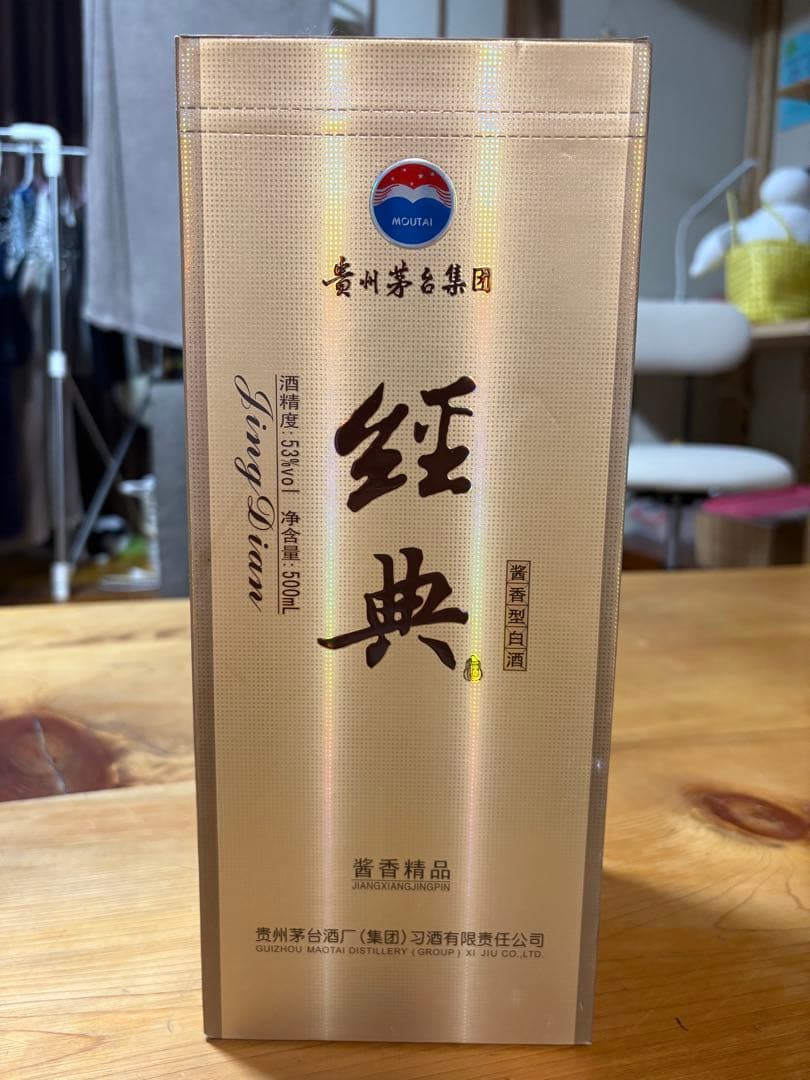 MOUTAI
贵州茅台集团
經典
Jing Dian
酒精度:53%vol 净含量:500mL
酱香型白酒
酱香精品
JIANGXIANGJINGPIN
贵州茅台酒厂(集团)习酒有限责任公司
GUIZHOU MAOTAI DISTILLERY (GROUP) XI JIU CO.,LTD.